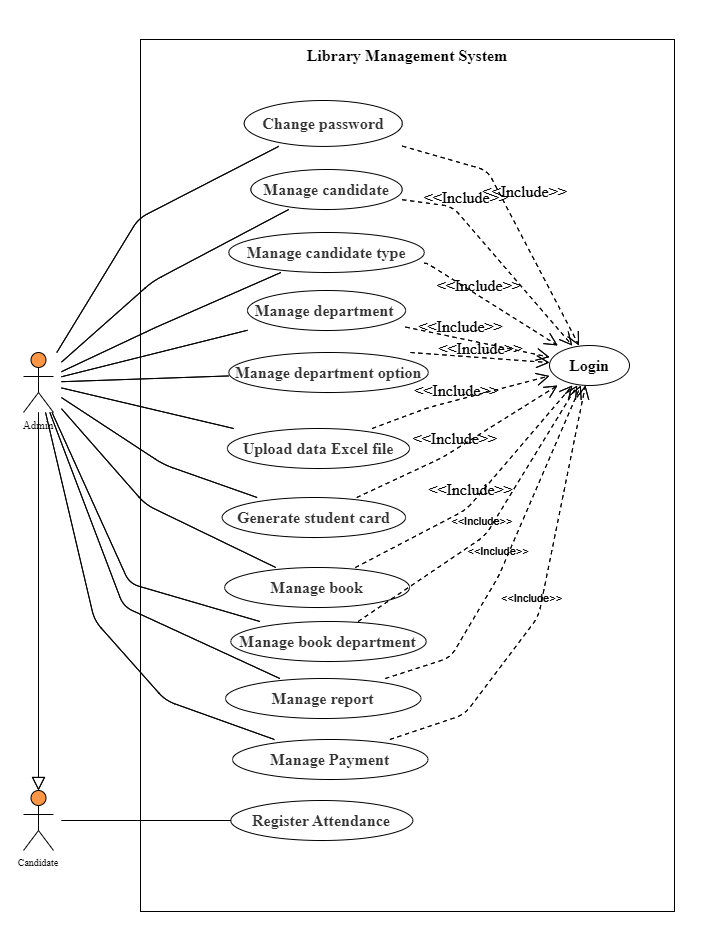 Library Management System
Change password
<<Include>>
Manage candidate
<<Include>>
Manage candidate type
<<Include>>
Manage department
<<Include>>
Manage department option
<<Include>>
Login
<<Include>>
Admin
Upload data Excel file
<<Include>>
Generate student card
<<Include>>
<<Include>>
Manage book
<<Include>>
Manage book department
<<Include>>
Manage report
Manage Payment
Register Attendance
Candidate